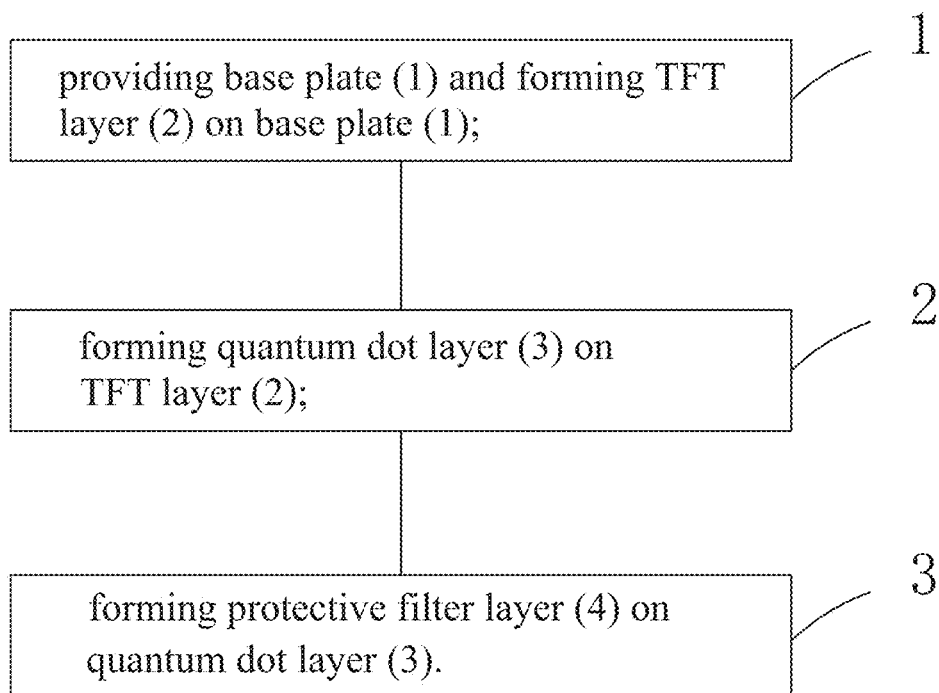 1
providing base plate (1) and forming TFT
layer (2) on base plate (1);
2
forming quantum dot layer (3) on
TFT layer (2);
3
forming protective filter layer (4) on
quantum dot layer (3).